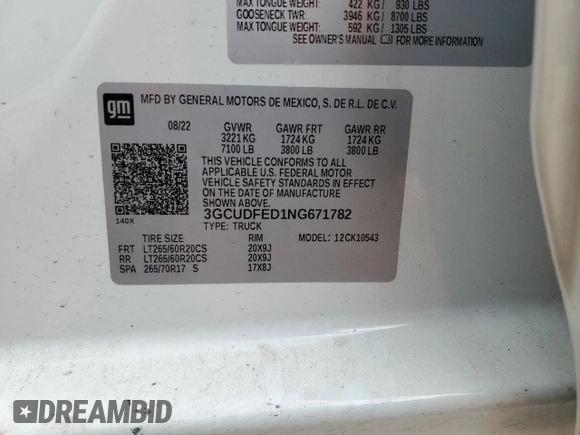 MAX TONGUE WEIGHT: 422 KG / 930 LBS
GOOSENECK TWR: 3946 KG / 8700 LBS
MAX TONGUE WEIGHT: 592 KG / 1305 LBS
SEE OWNER'S MANUAL FOR MORE INFORMATION
gm
MFD BY GENERAL MOTORS DE MEXICO, S. DE R.L. DE C.V.
08/22 GVWR GAWR FRT GAWR RR
3221 KG 1724 KG 1724 KG
7100 LB 3800 LB 3800 LB
THIS VEHICLE CONFORMS TO ALL
APPLICABLE U.S. FEDERAL MOTOR
VEHICLE SAFETY STANDARDS IN
EFFECT ON THE DATE OF
MANUFACTURE SHOWN ABOVE.
3GCUDFED1NG671782
140X
TYPE: TRUCK
TIRE SIZE RIM MODEL: 12CK10543
FRT LT265/60R20CS 20X9J
RR LT265/60R20CS 20X9J
SPA 265/70R17 S 17X8J
DREAMBID